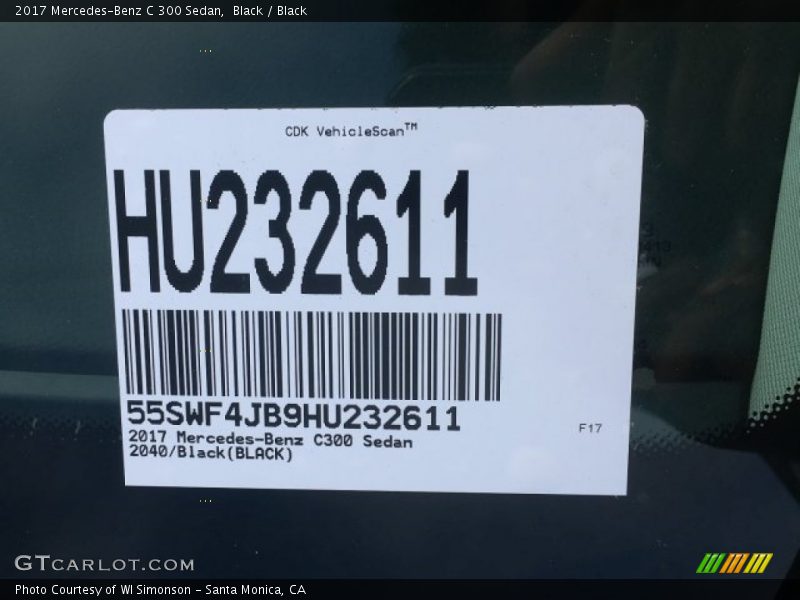 2017 Mercedes-Benz C 300 Sedan, Black / Black
CDK VehicleScan™
HU232611
55SWF4JB9HU232611
2017 Mercedes-Benz C300 Sedan
2040/Black(BLACK)
F17
GTCARLOT.COM
Photo Courtesy of WI Simonson - Santa Monica, CA